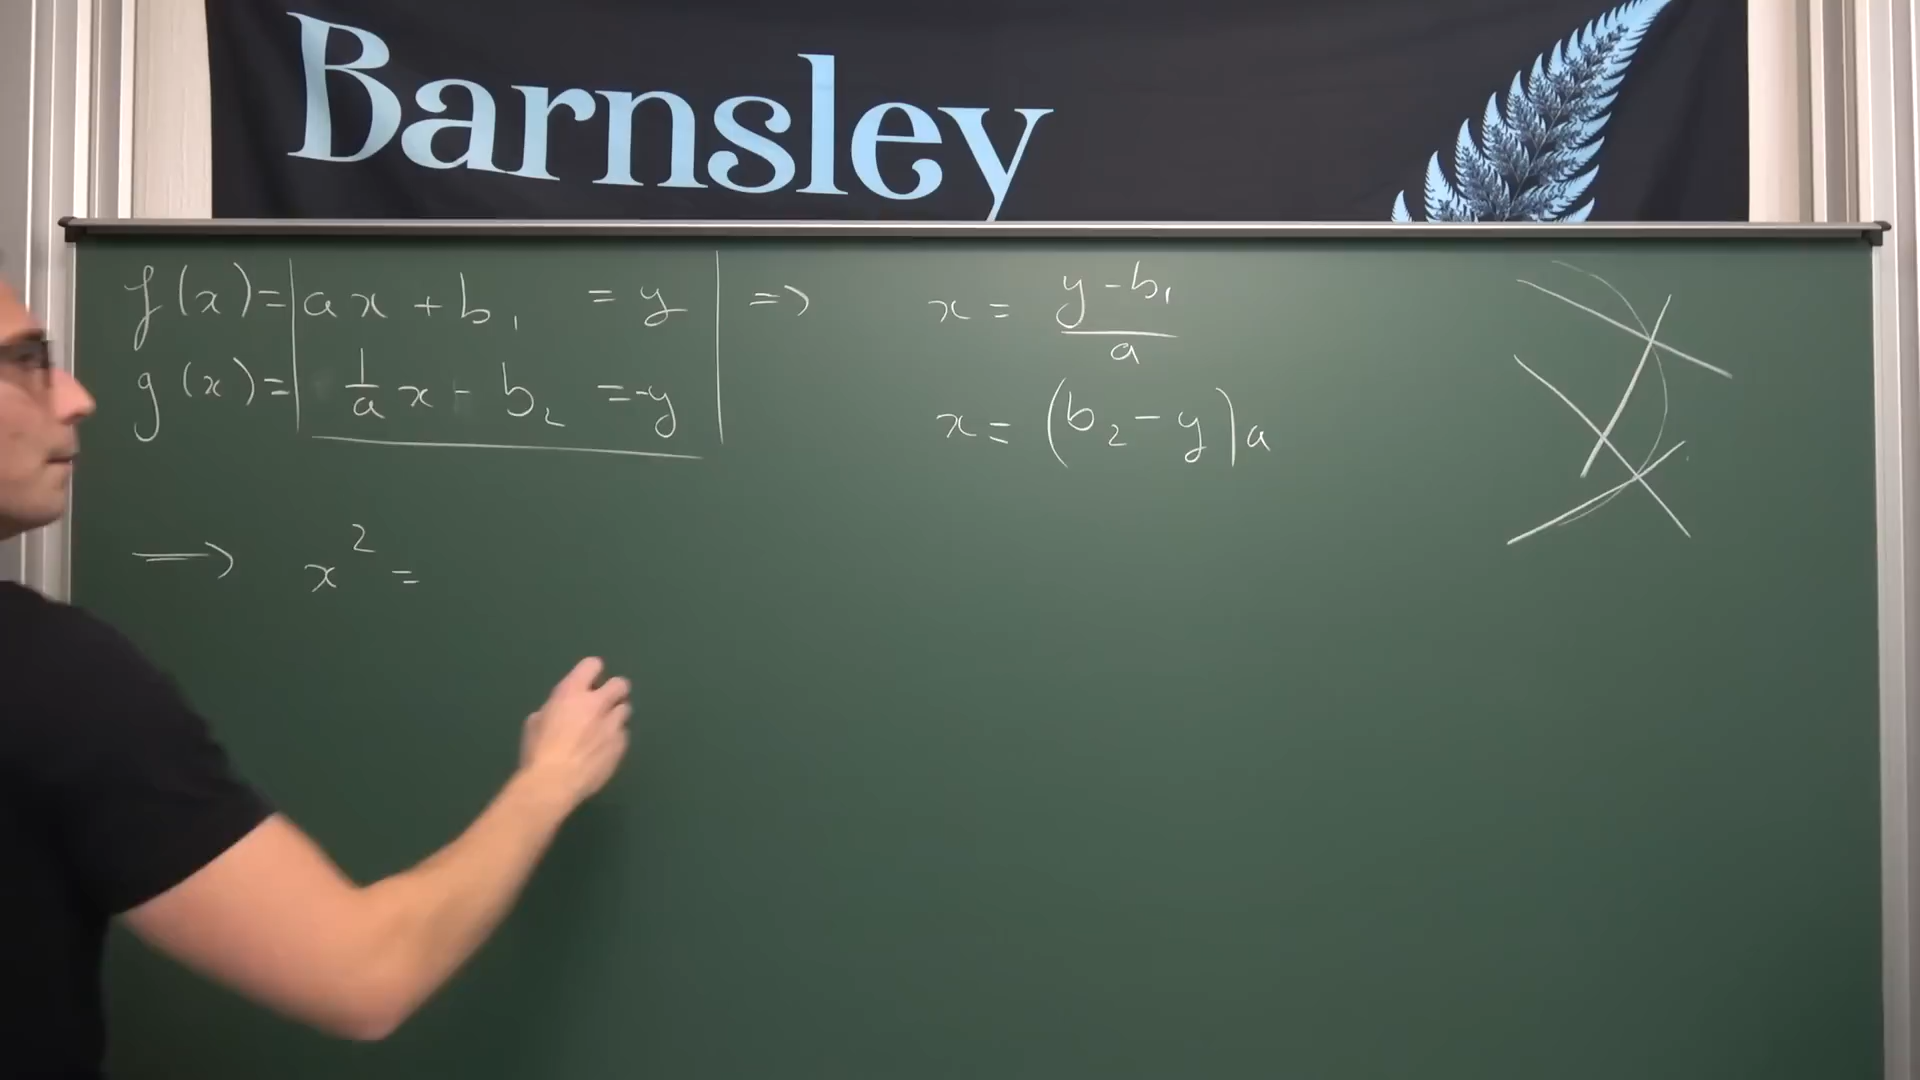 Barnsley
f(x)=|ax + b₁ = y| => x = (y - b₁)/a
g(x)=| 1/a x - b₂ = -y| x = (b₂ - y)a
=> x² =